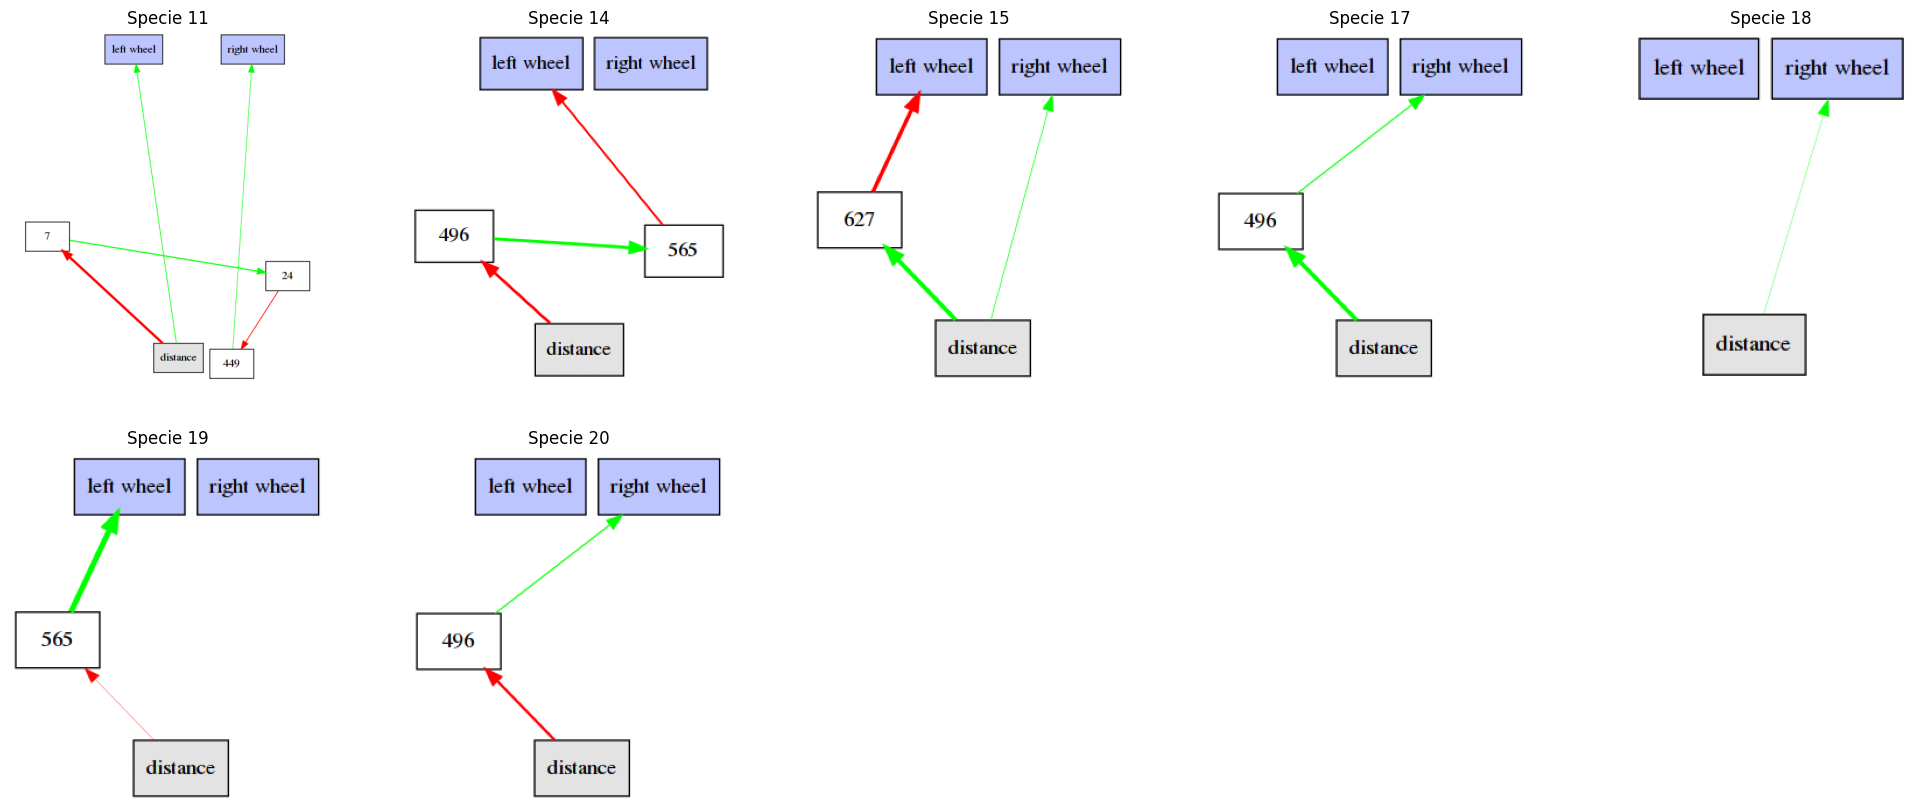 Specie 11
left wheel
right wheel
7
24
distance
449
Specie 14
left wheel
right wheel
496
565
distance
Specie 15
left wheel
right wheel
627
distance
Specie 17
left wheel
right wheel
496
distance
Specie 18
left wheel
right wheel
distance
Specie 19
left wheel
right wheel
565
distance
Specie 20
left wheel
right wheel
496
distance